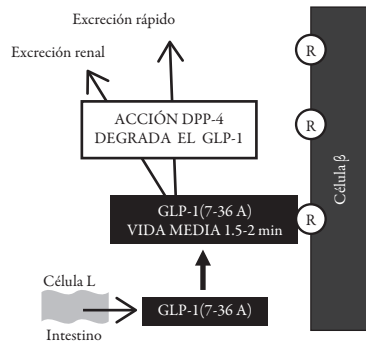 Excreción rápido
Excreción renal
R
ACCIÓN DPP-4
DEGRADA EL GLP-1
R
Célula β
GLP-1(7-36 A)
VIDA MEDIA 1.5-2 min
R
Célula L
GLP-1(7-36 A)
Intestino